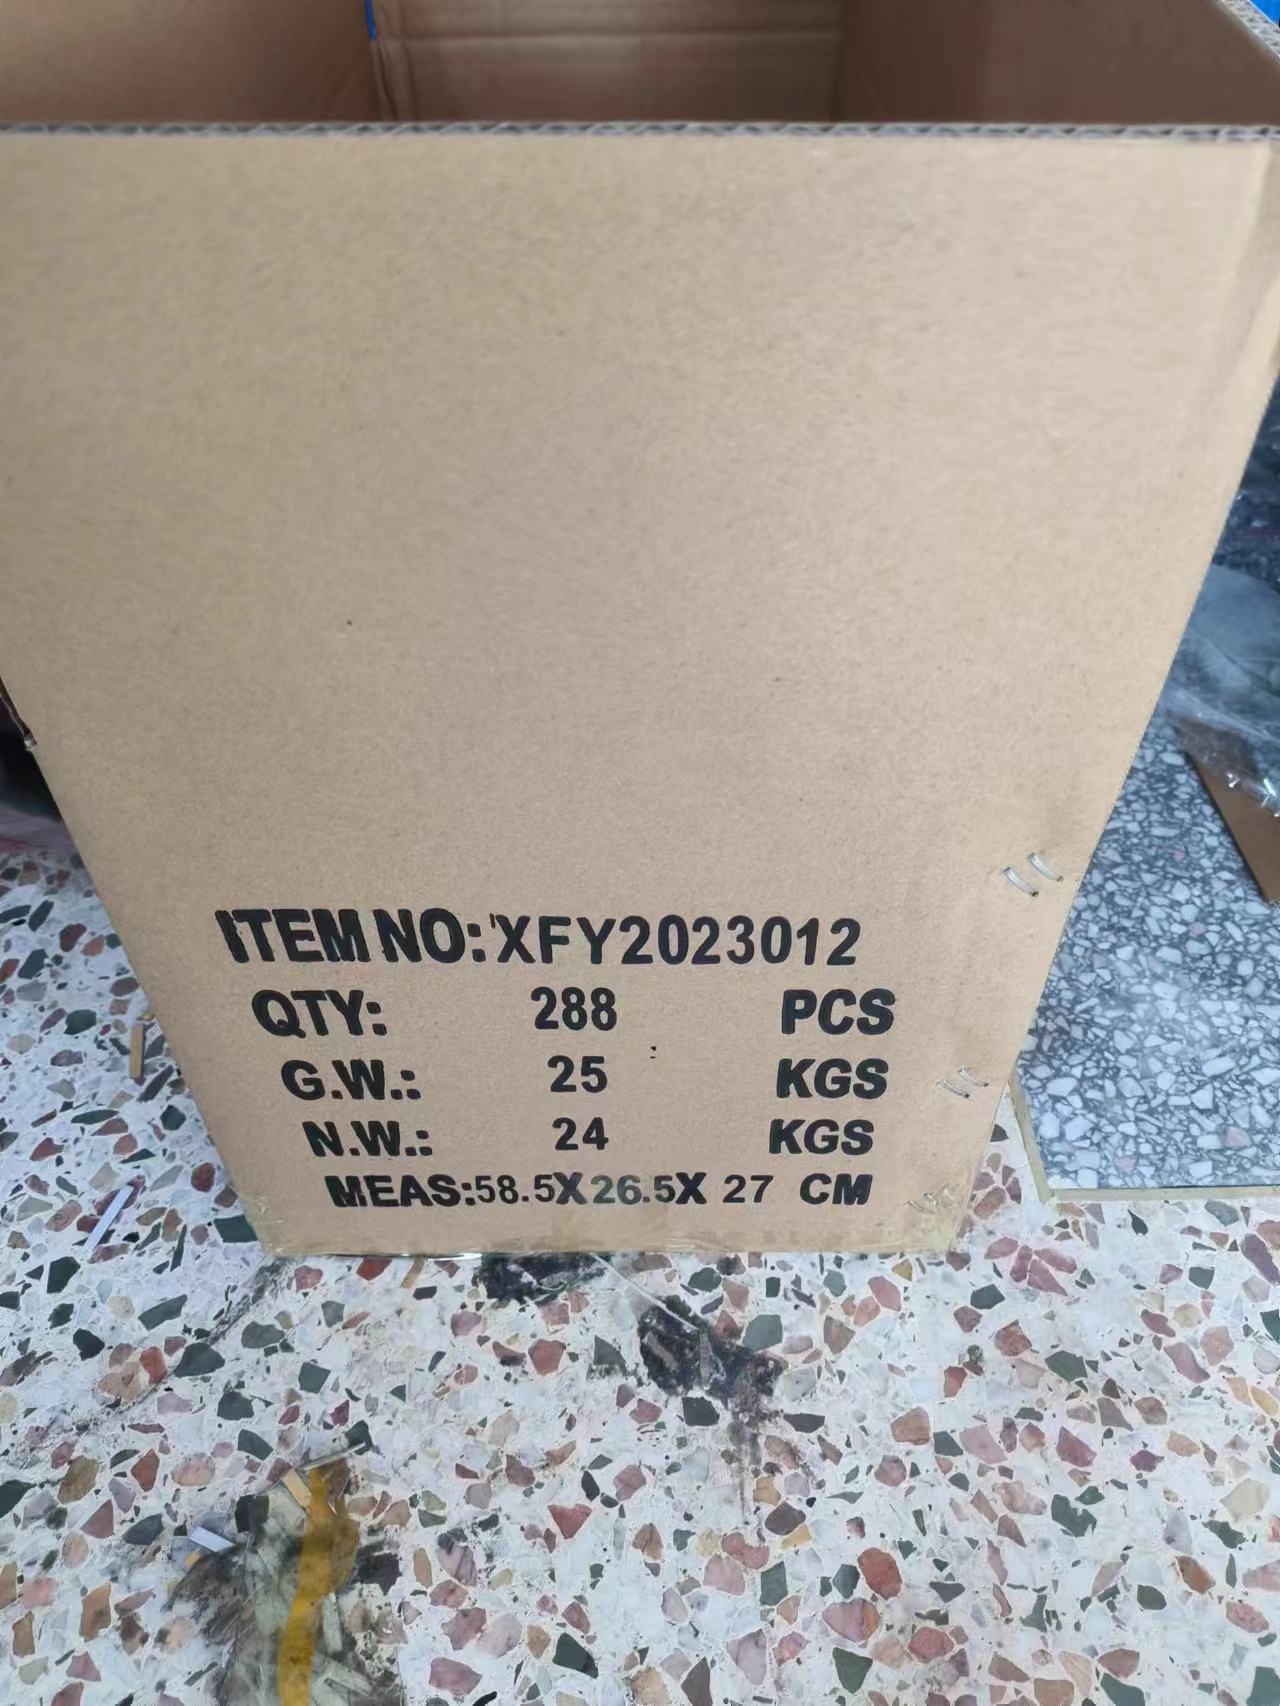 ITEM NO: XFY2023012
QTY: 288 PCS
G.W.: 25 KGS
N.W.: 24 KGS
MEAS:58.5X26.5X 27 CM